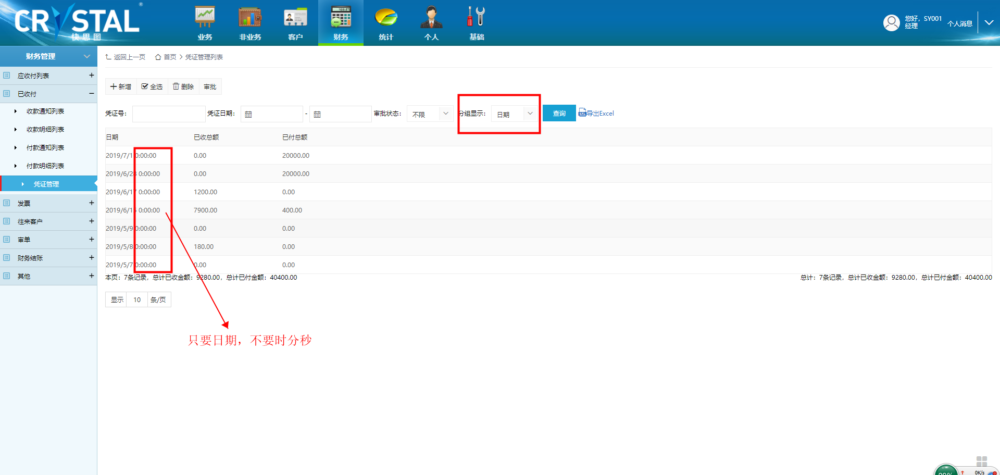 CRYSTAL®
快思图
业务
非业务
客户
财务
统计
个人
基础
您好，SY001
经理
个人消息
财务管理
应收付列表 +
已收付 −
收款通知列表
收款明细列表
付款通知列表
付款明细列表
凭证管理
发票 +
往来客户 +
审单 +
财务结账 +
其他 +
返回上一页 首页 > 凭证管理列表
新增 全选 删除 审批
凭证号： 凭证日期： - 审批状态： 不限 分组显示： 日期 查询 导出Excel
日期 已收总额 已付总额
2019/7/1 0:00:00 0.00 20000.00
2019/6/28 0:00:00 0.00 20000.00
2019/6/17 0:00:00 1200.00 0.00
2019/6/15 0:00:00 7900.00 400.00
2019/5/9 0:00:00 0.00 0.00
2019/5/8 0:00:00 180.00 0.00
2019/5/7 0:00:00 0.00 0.00
本页：7条记录，总计已收金额：9280.00，总计已付金额：40400.00
总计：7条记录，总计已收金额：9280.00，总计已付金额：40400.00
显示 10 条/页
只要日期，不要时分秒
0K/s